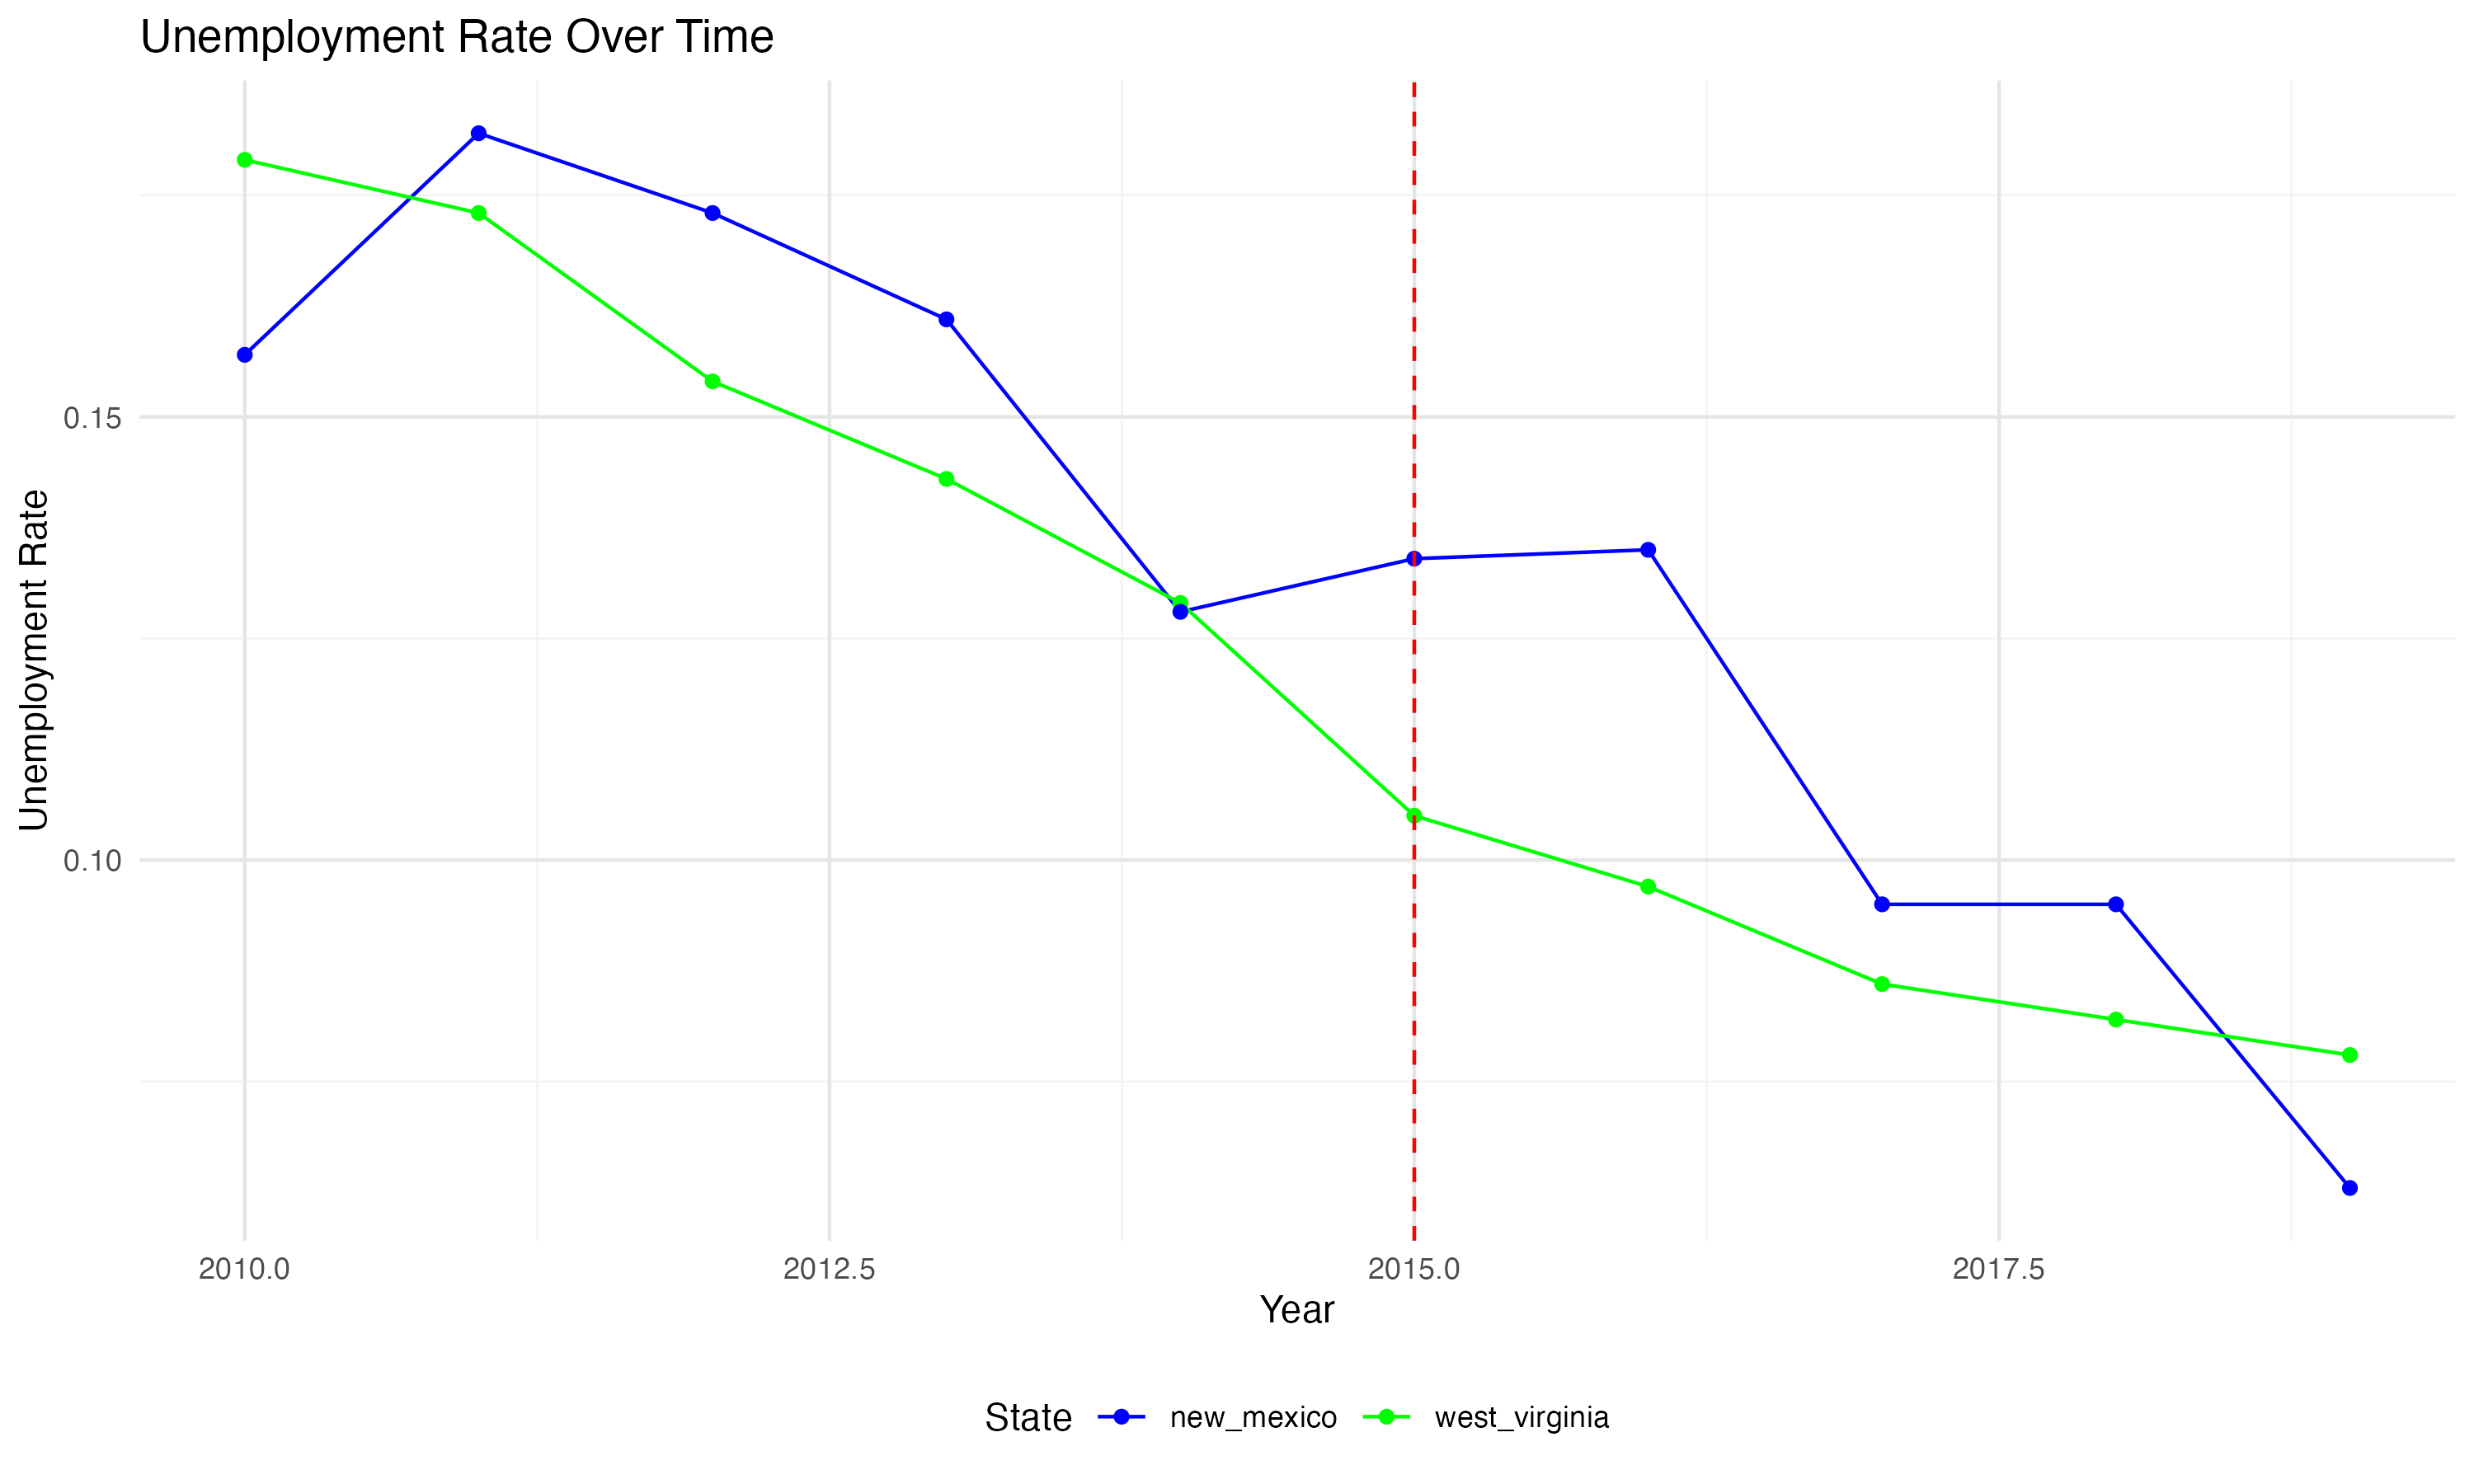 Unemployment Rate Over Time
Unemployment Rate
0.15
0.10
2010.0 2012.5 2015.0 2017.5
Year
State new_mexico west_virginia